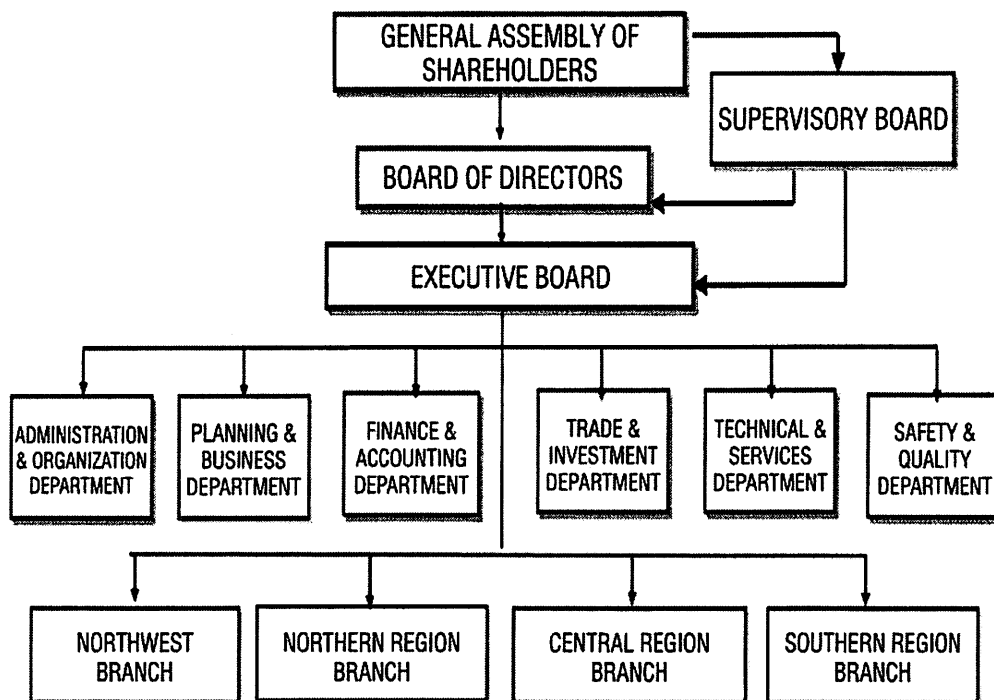 GENERAL ASSEMBLY OF
SHAREHOLDERS
SUPERVISORY BOARD
BOARD OF DIRECTORS
EXECUTIVE BOARD
ADMINISTRATION
& ORGANIZATION
DEPARTMENT
PLANNING &
BUSINESS
DEPARTMENT
FINANCE &
ACCOUNTING
DEPARTMENT
TRADE &
INVESTMENT
DEPARTMENT
TECHNICAL &
SERVICES
DEPARTMENT
SAFETY &
QUALITY
DEPARTMENT
NORTHWEST
BRANCH
NORTHERN REGION
BRANCH
CENTRAL REGION
BRANCH
SOUTHERN REGION
BRANCH